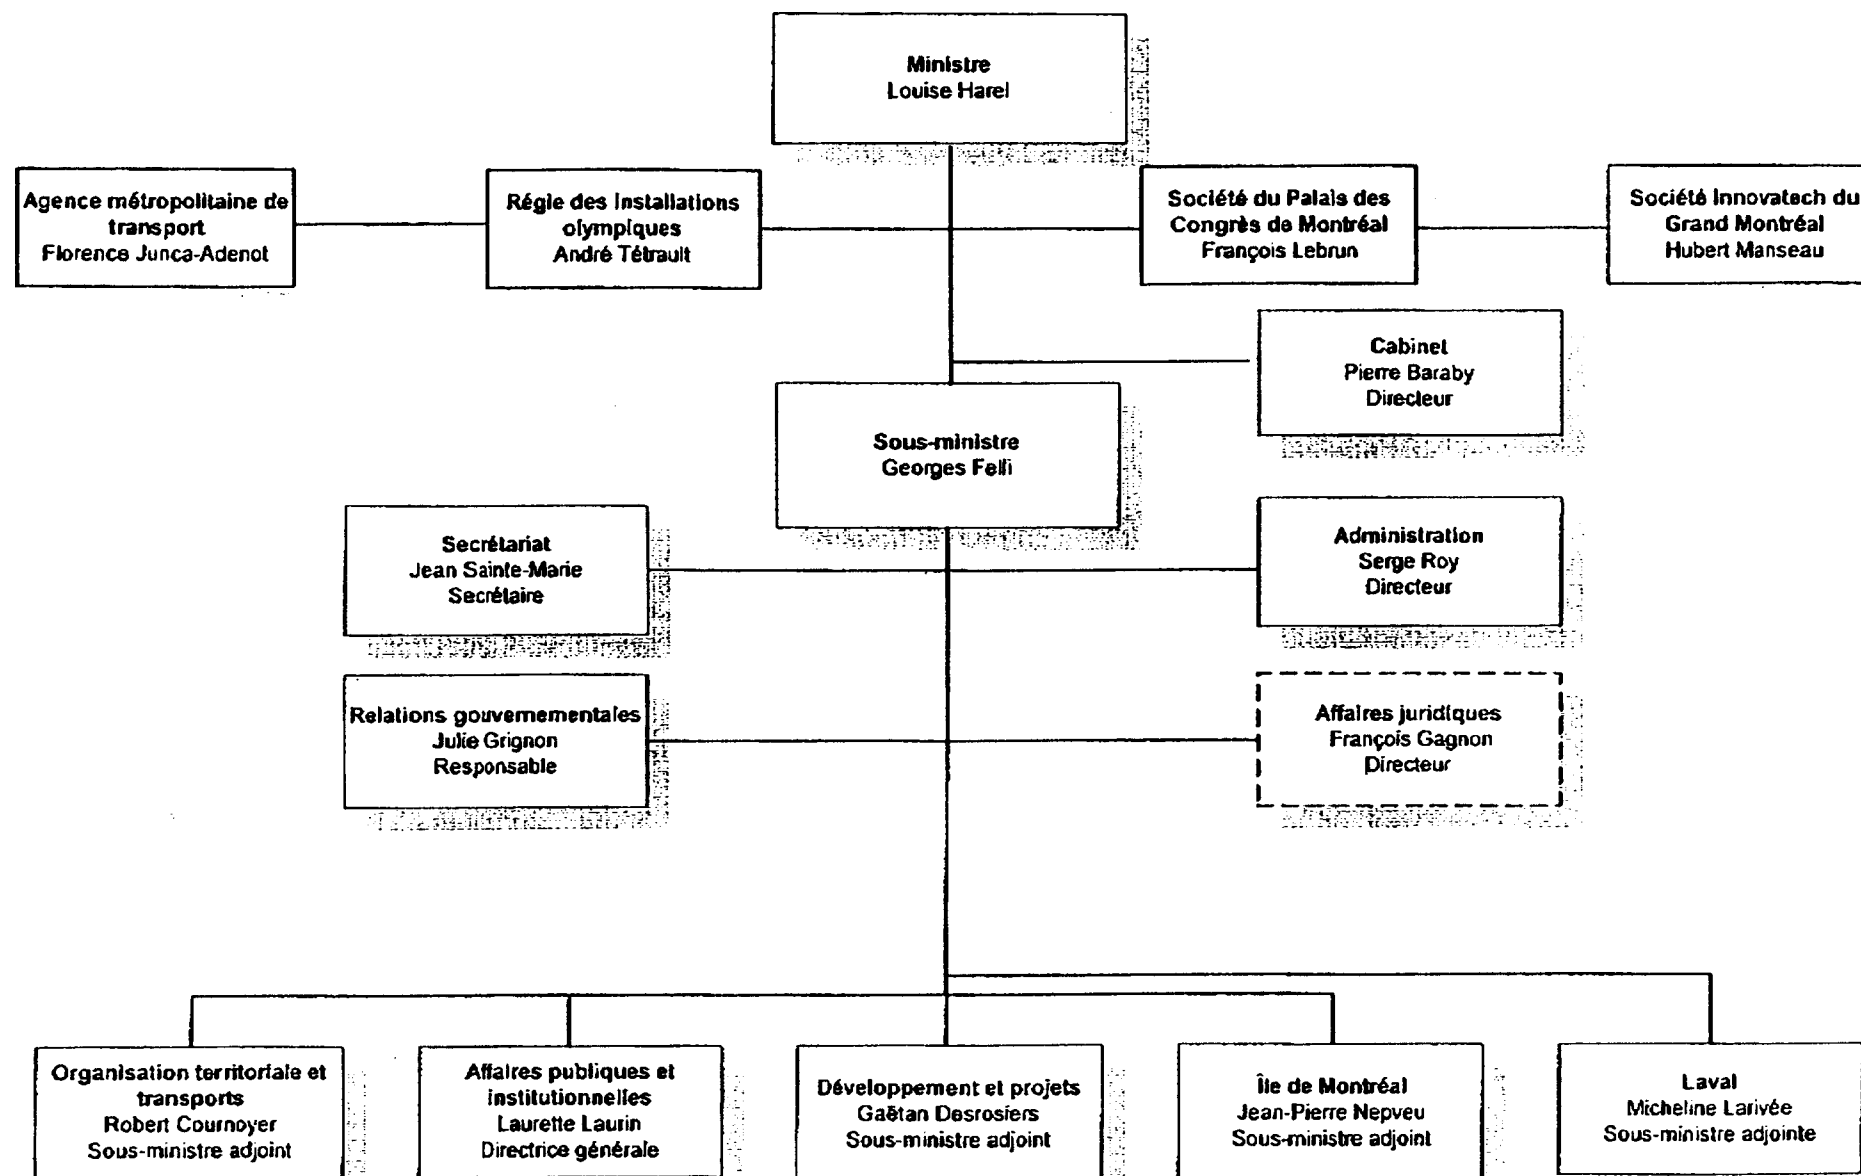 Ministre
Louise Harel
Agence métropolitaine de
transport
Florence Junca-Adenot
Régie des Installations
olympiques
André Tétrault
Société du Palais des
Congrès de Montréal
François Lebrun
Société Innovatech du
Grand Montréal
Hubert Manseau
Cabinet
Pierre Baraby
Directeur
Sous-ministre
Georges Felli
Secrétariat
Jean Sainte-Marie
Secrétaire
Administration
Serge Roy
Directeur
Relations gouvernementales
Julie Grignon
Responsable
Affaires juridiques
François Gagnon
Directeur
Organisation territoriale et
transports
Robert Cournoyer
Sous-ministre adjoint
Affaires publiques et
institutionnelles
Laurette Laurin
Directrice générale
Développement et projets
Gaëtan Desrosiers
Sous-ministre adjoint
Île de Montréal
Jean-Pierre Nepveu
Sous-ministre adjoint
Laval
Micheline Larivée
Sous-ministre adjointe